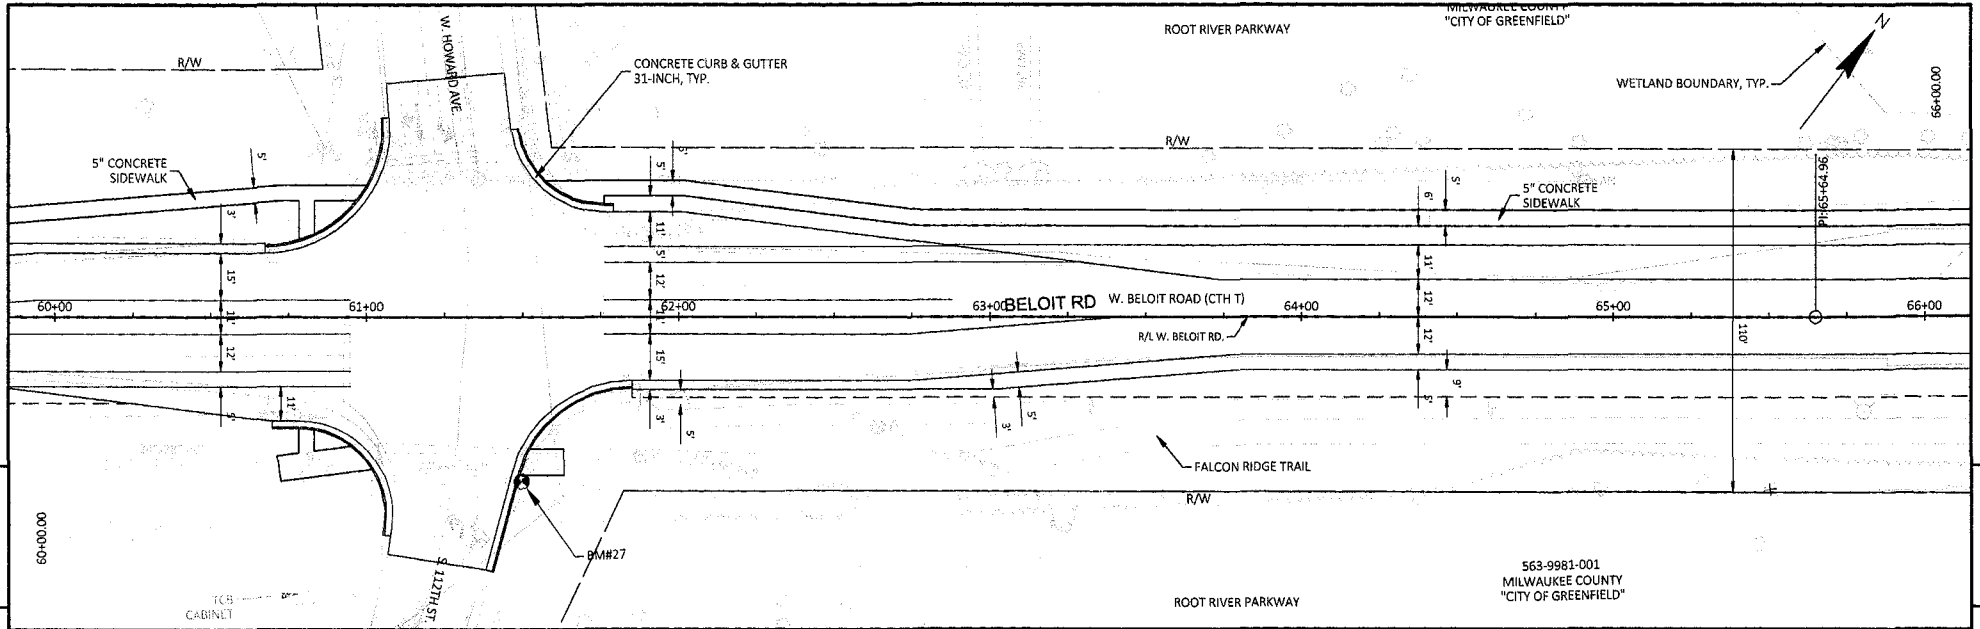 MILWAUKEE COUNTY
"CITY OF GREENFIELD"
ROOT RIVER PARKWAY
N
W. HOWARD AVE.
R/W
CONCRETE CURB & GUTTER
31-INCH, TYP.
WETLAND BOUNDARY, TYP.
66+00.00
R/W
5" CONCRETE
SIDEWALK
5'
5'
5'
5'
6'
5" CONCRETE
SIDEWALK
PI:65+64.96
3'
11'
5'
15'
12'
11'
12'
60+00
61+00
62+00
63+00
BELOIT RD
W. BELOIT ROAD (CTH T)
64+00
65+00
66+00
11'
11'
R/L W. BELOIT RD.
12'
12'
15'
110'
11'
5'
3'
5'
3'
5'
5'
9'
FALCON RIDGE TRAIL
R/W
60+00.00
BM#27
S. 112TH ST.
TCB
CABINET
563-9981-001
MILWAUKEE COUNTY
"CITY OF GREENFIELD"
ROOT RIVER PARKWAY